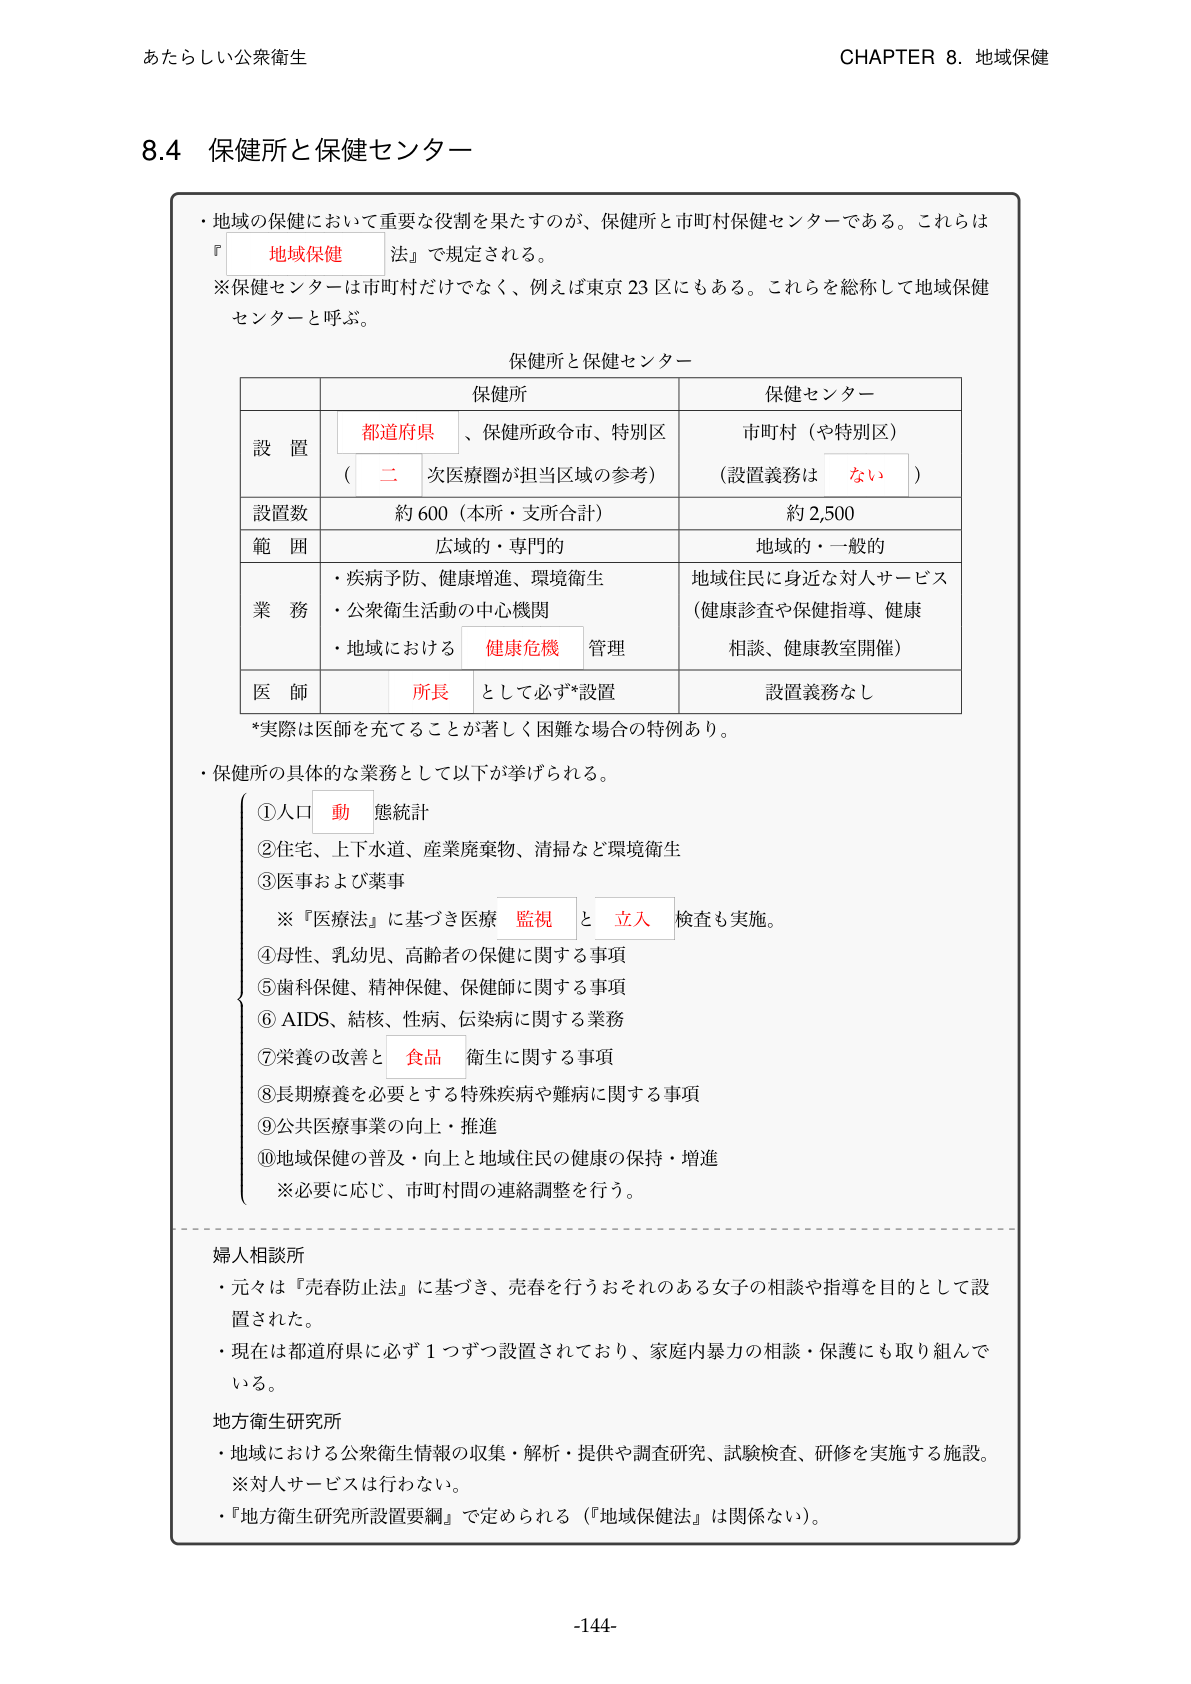 あたらしい公衆衛生
CHAPTER 8. 地域保健
8.4 保健所と保健センター
・地域の保健において重要な役割を果たすのが、保健所と市町村保健センターである。これらは
『 地域保健 法』で規定される。
※保健センターは市町村だけでなく、例えば東京 23 区にもある。これらを総称して地域保健
センターと呼ぶ。
保健所と保健センター
保健所 保健センター
設 置
都道府県 、保健所政令市、特別区
( 二 次医療圏が担当区域の参考)
市町村（や特別区）
（設置義務は ない ）
設置数 約 600（本所・支所合計） 約 2,500
範 囲 広域的・専門的 地域的・一般的
業 務
・疾病予防、健康増進、環境衛生
・公衆衛生活動の中心機関
・地域における 健康危機 管理
地域住民に身近な対人サービス
（健康診査や保健指導、健康
相談、健康教室開催）
医 師 所長 として必ず*設置 設置義務なし
*実際は医師を充てることが著しく困難な場合の特例あり。
・保健所の具体的な業務として以下が挙げられる。
①人口 動 態統計
②住宅、上下水道、産業廃棄物、清掃など環境衛生
③医事および薬事
※『医療法』に基づき医療 監視 と 立入 検査も実施。
④母性、乳幼児、高齢者の保健に関する事項
⑤歯科保健、精神保健、保健師に関する事項
⑥ AIDS、結核、性病、伝染病に関する業務
⑦栄養の改善と 食品 衛生に関する事項
⑧長期療養を必要とする特殊疾病や難病に関する事項
⑨公共医療事業の向上・推進
⑩地域保健の普及・向上と地域住民の健康の保持・増進
※必要に応じ、市町村間の連絡調整を行う。
婦人相談所
・元々は『売春防止法』に基づき、売春を行うおそれのある女子の相談や指導を目的として設
置された。
・現在は都道府県に必ず 1 つずつ設置されており、家庭内暴力の相談・保護にも取り組んで
いる。
地方衛生研究所
・地域における公衆衛生情報の収集・解析・提供や調査研究、試験検査、研修を実施する施設。
※対人サービスは行わない。
・『地方衛生研究所設置要綱』で定められる（『地域保健法』は関係ない）。
-144-